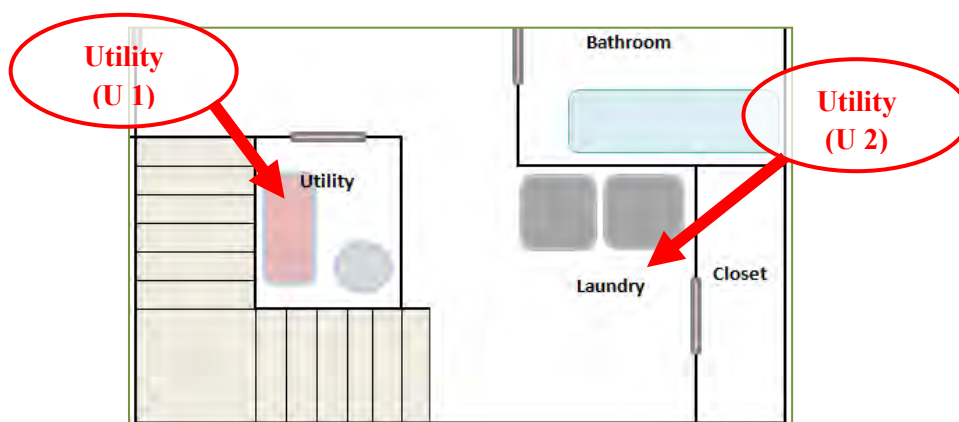 Utility
(U 1)
Bathroom
Utility
(U 2)
Utility
Laundry
Closet